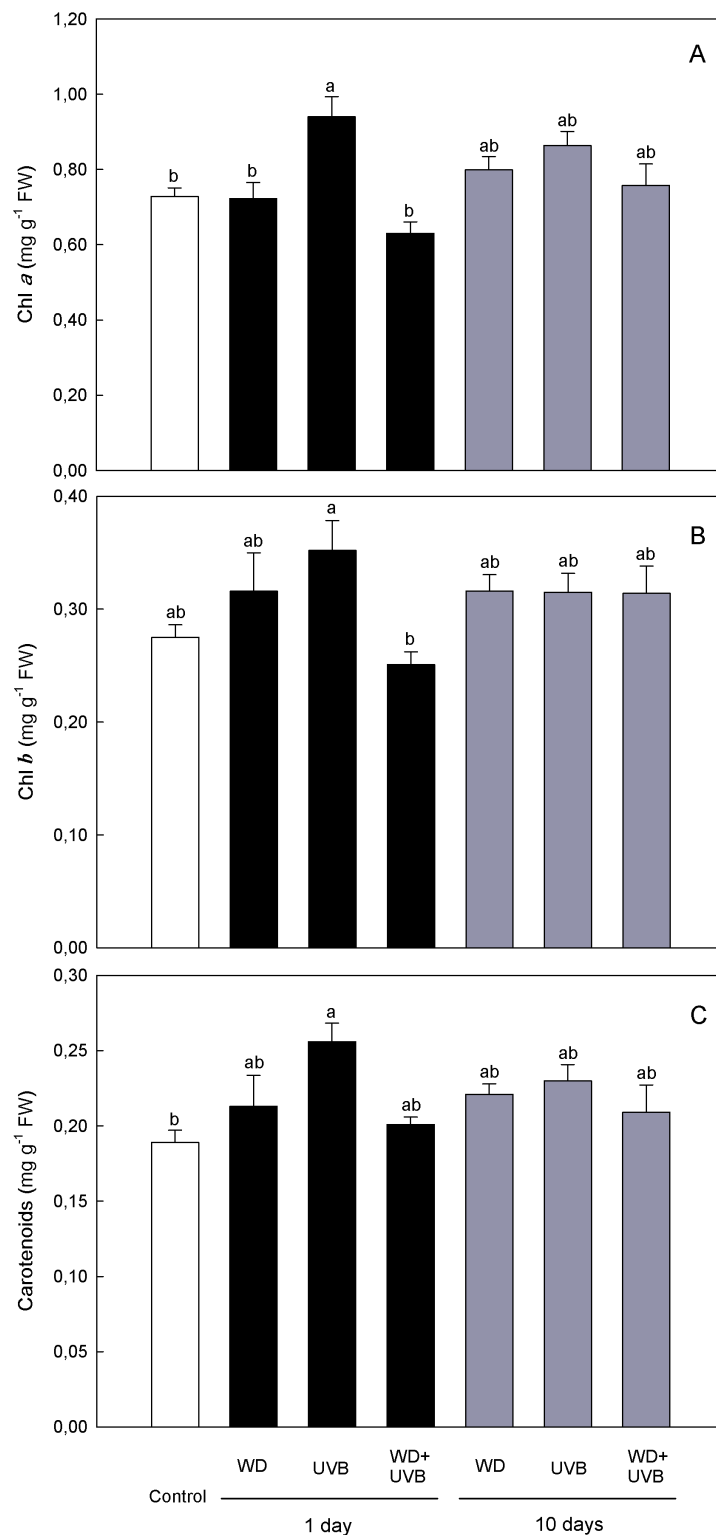 A
Chl a (mg g-1 FW)
1,20
1,00
0,80
0,60
0,40
0,20
0,00
b
b
a
b
ab
ab
ab
B
Chl b (mg g-1 FW)
0,40
0,30
0,20
0,10
0,00
ab
ab
a
b
ab
ab
ab
C
Carotenoids (mg g-1 FW)
0,30
0,25
0,20
0,15
0,10
0,05
0,00
b
ab
a
ab
ab
ab
ab
Control
WD
UVB
WD+
UVB
WD
UVB
WD+
UVB
1 day
10 days